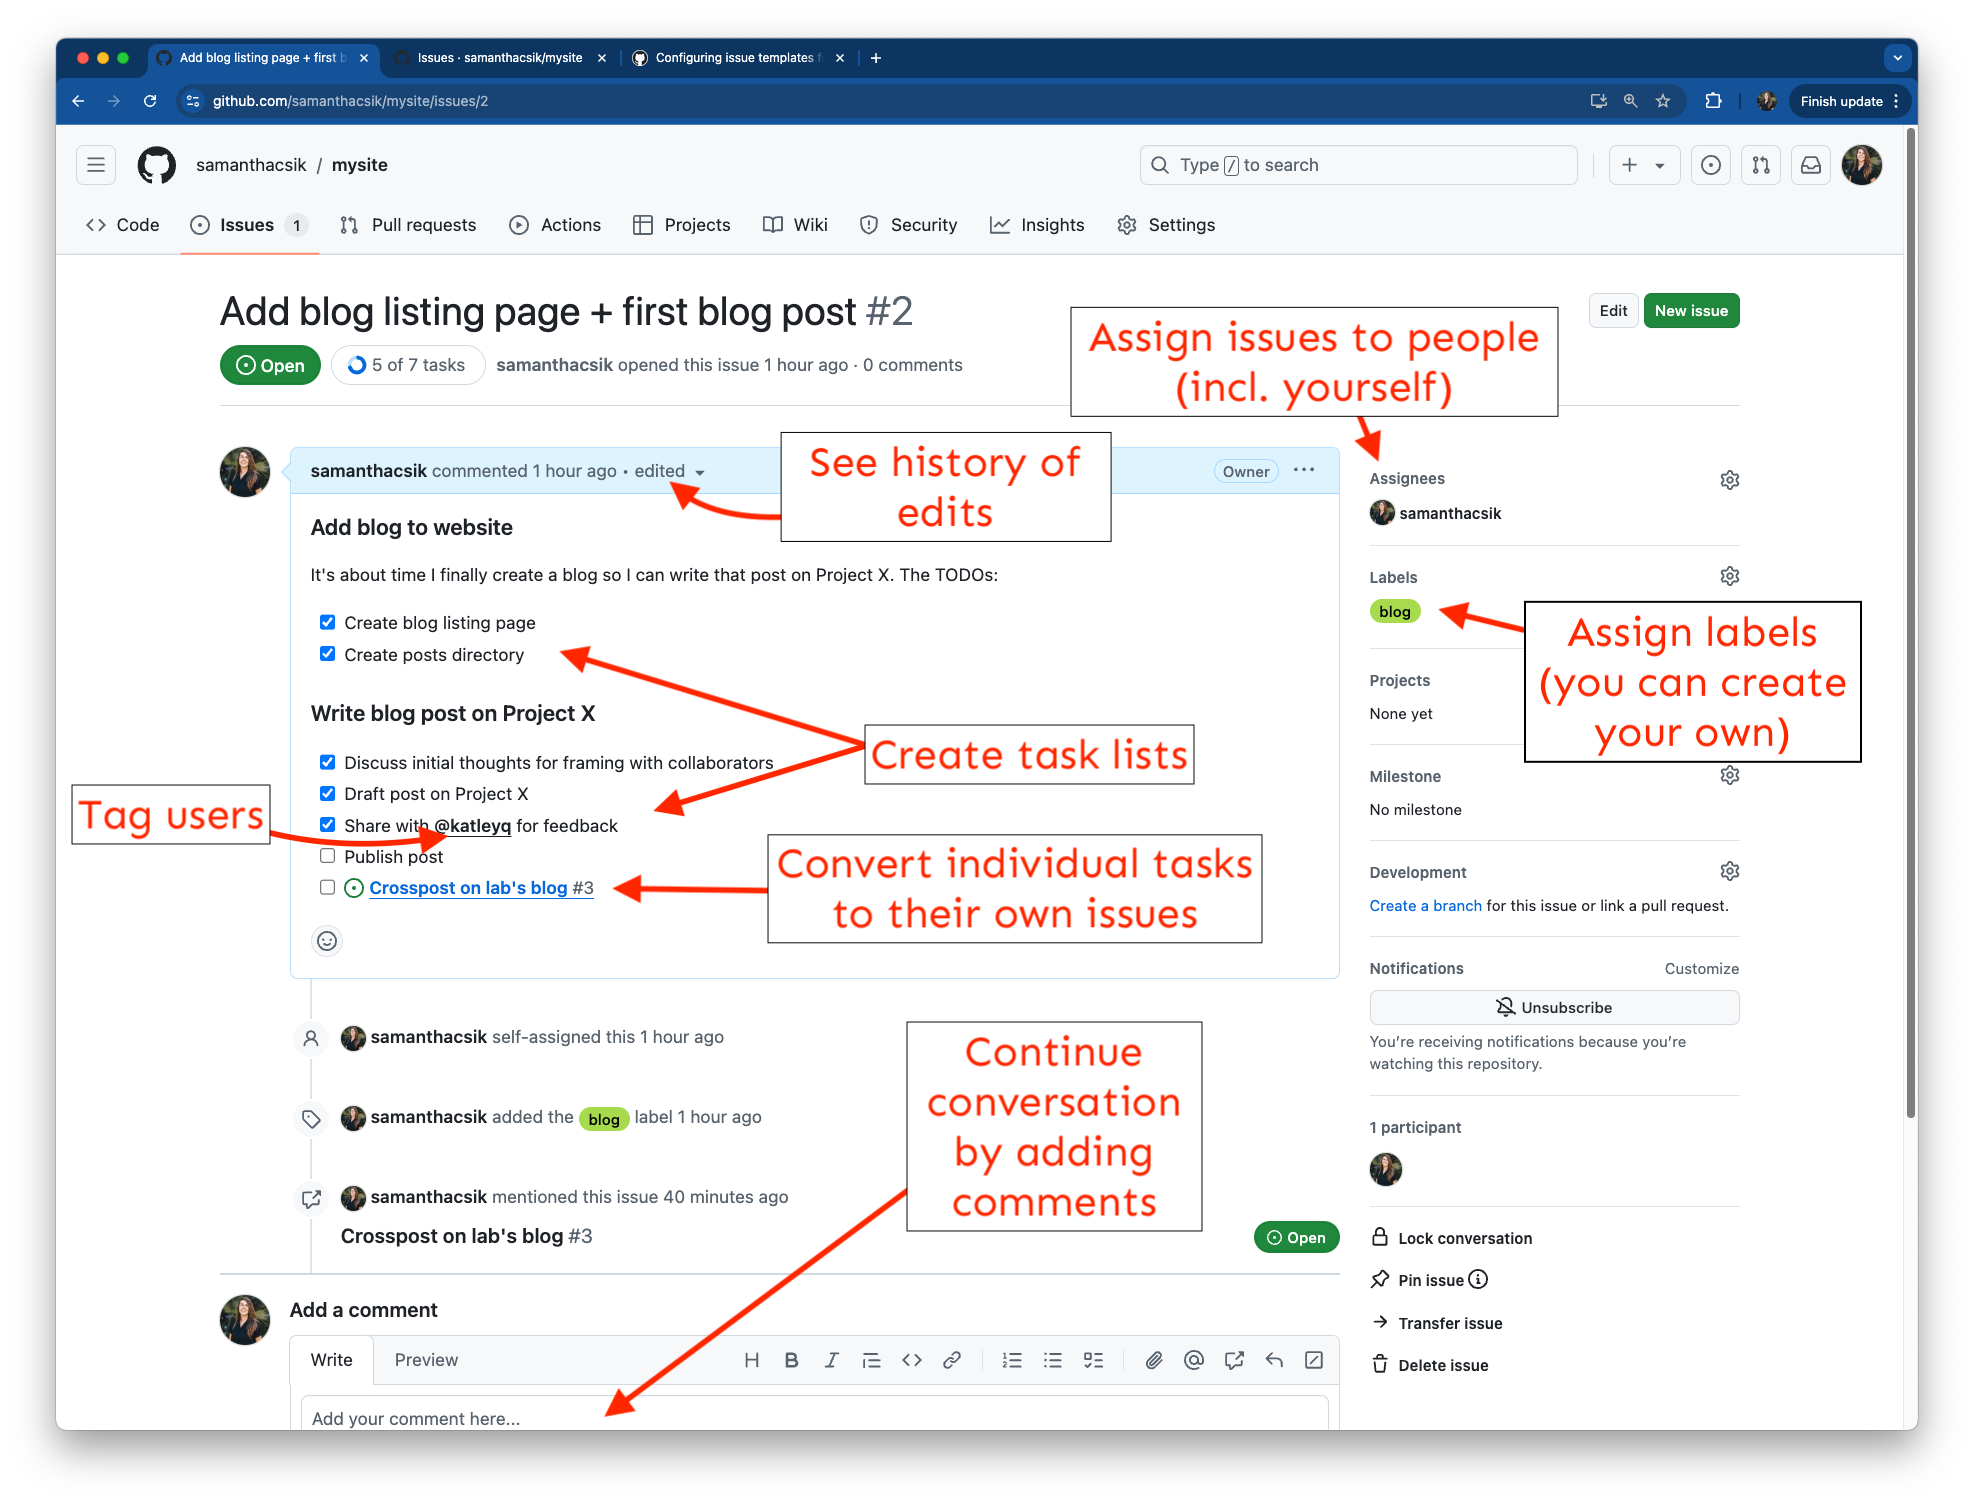 Add blog listing page + first b
Issues · samanthacsik/mysite
Configuring issue templates f
github.com/samanthacsik/mysite/issues/2
Finish update
samanthacsik / mysite
Type / to search
Code
Issues 1
Pull requests
Actions
Projects
Wiki
Security
Insights
Settings
Add blog listing page + first blog post #2
Edit
New issue
Open
5 of 7 tasks
samanthacsik opened this issue 1 hour ago · 0 comments
Assign issues to people
(incl. yourself)
samanthacsik commented 1 hour ago • edited
See history of
edits
Owner
Add blog to website
It's about time I finally create a blog so I can write that post on Project X. The TODOs:
Create blog listing page
Create posts directory
Write blog post on Project X
Create task lists
Discuss initial thoughts for framing with collaborators
Draft post on Project X
Tag users
Share with @katleyq for feedback
Publish post
Crosspost on lab's blog #3
Convert individual tasks
to their own issues
samanthacsik self-assigned this 1 hour ago
samanthacsik added the blog label 1 hour ago
samanthacsik mentioned this issue 40 minutes ago
Crosspost on lab's blog #3
Open
Continue
conversation
by adding
comments
Add a comment
Write
Preview
Add your comment here...
Assignees
samanthacsik
Labels
blog
Assign labels
(you can create
your own)
Projects
None yet
Milestone
No milestone
Development
Create a branch for this issue or link a pull request.
Notifications
Customize
Unsubscribe
You're receiving notifications because you're
watching this repository.
1 participant
Lock conversation
Pin issue
Transfer issue
Delete issue